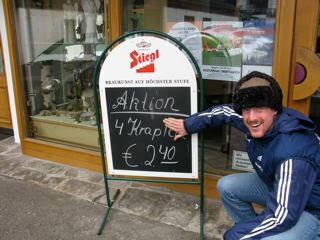 Stiegl
BRAUKUNST AUF HÖCHSTER STUFE
Aktion
4 Krapfen
€ 2.40